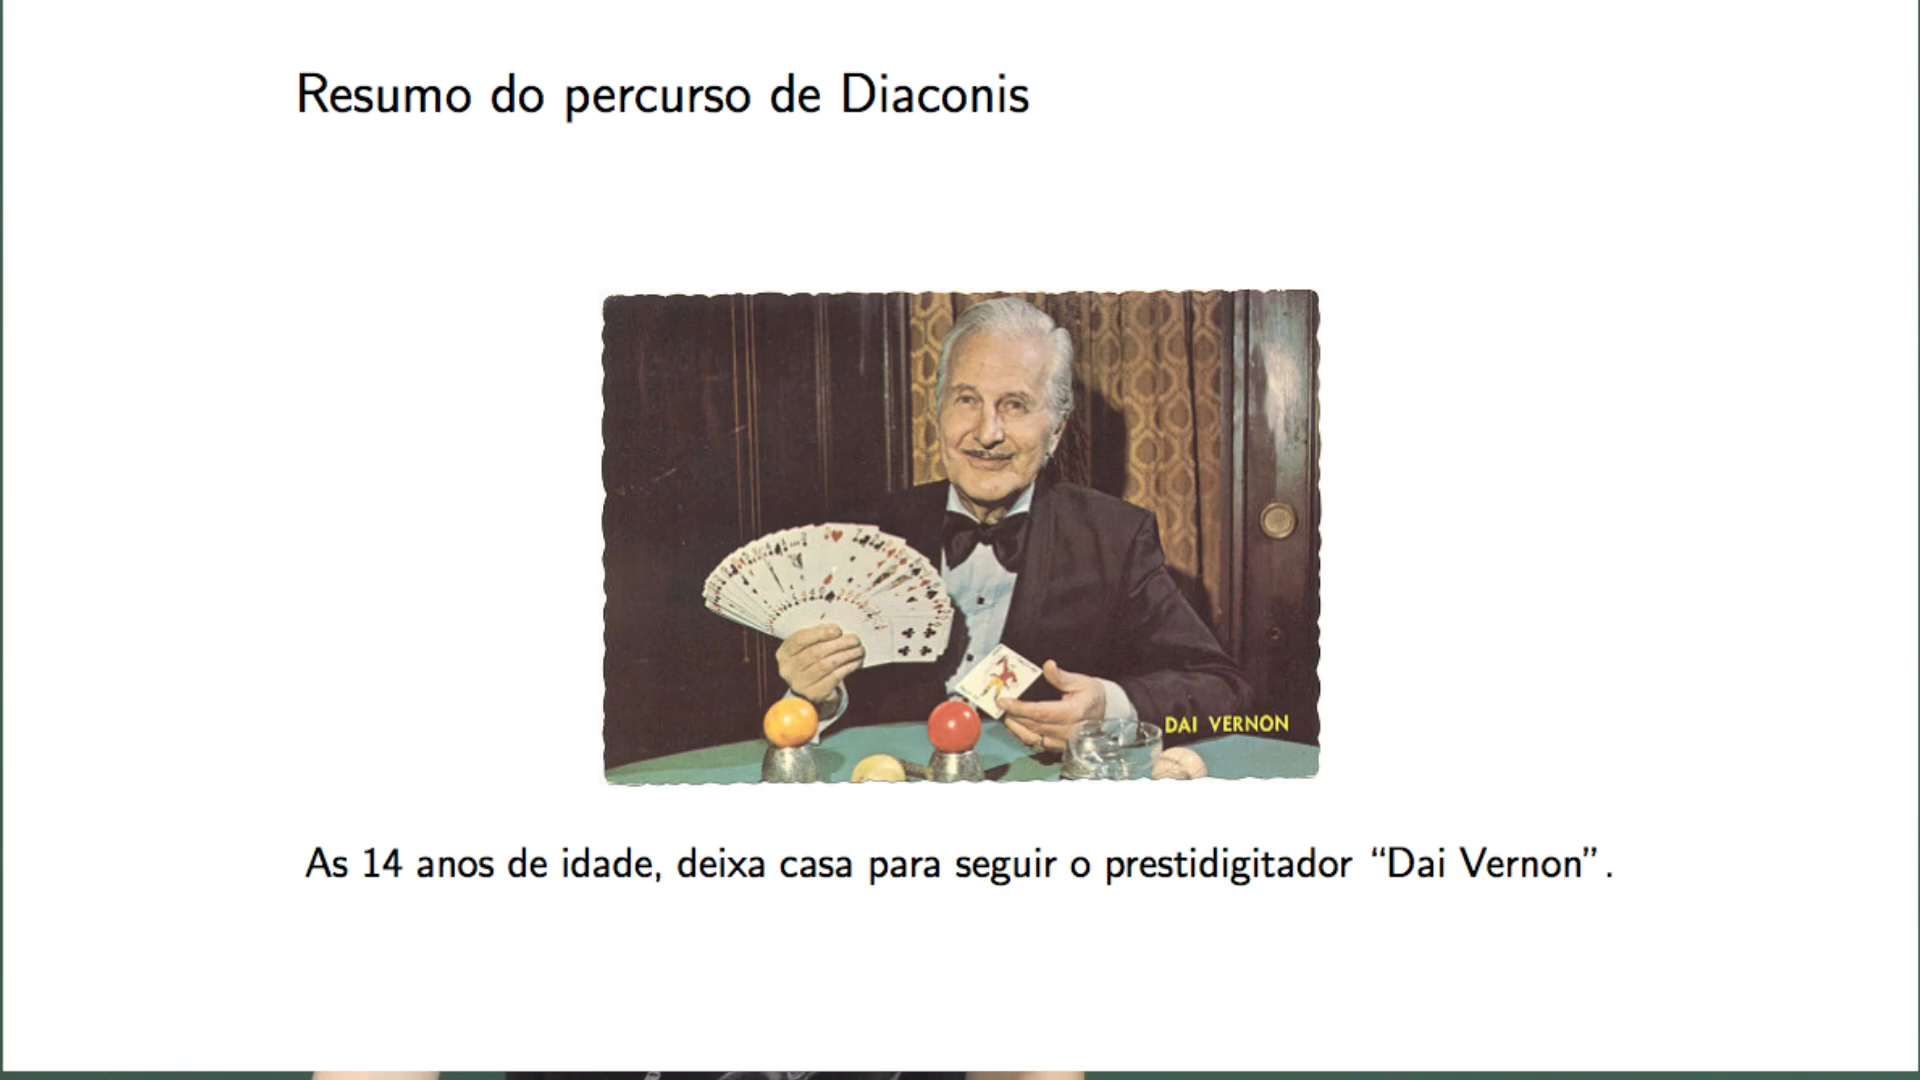 Resumo do percurso de Diaconis
DAI VERNON
As 14 anos de idade, deixa casa para seguir o prestidigitador “Dai Vernon”.